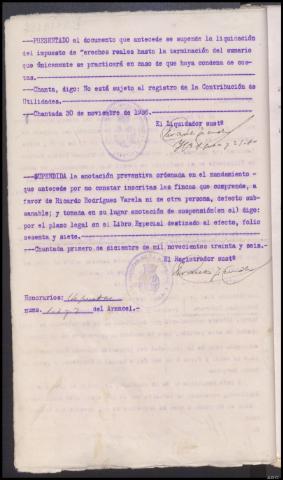 ---PRESENTADO el documento que antecede se suspende la liquidación
del impuesto de derechos reales hasta la terminación del sumario
que únicamente se practicará en caso de que haya condena de cos-
tas.------------------------------------------------
---Chanta, digo: No está sujeto al registro de la Contribución de
Utilidades.------------------------------------------
---Chantada 30 de noviembre de 1936.
El Liquidador sustº
---SUSPENDIDA la anotación preventiva ordenada en el mandamiento -
que antecede por no constar inscritas las fincas que comprende, a
favor de Ricardo Rodríguez Varela ni de otra persona, defecto sub-
sanable; y tomada en su lugar anotación de suspensión(en el) digo:
por el plazo legal en el Libro Especial destinado al efecto, folio
sesenta y siete.---------------------------------------
---Chantada primero de diciembre de mil novecientos treinta y seis.-
El Registrador sustº
Honorarios:
nums. del Arancel.-